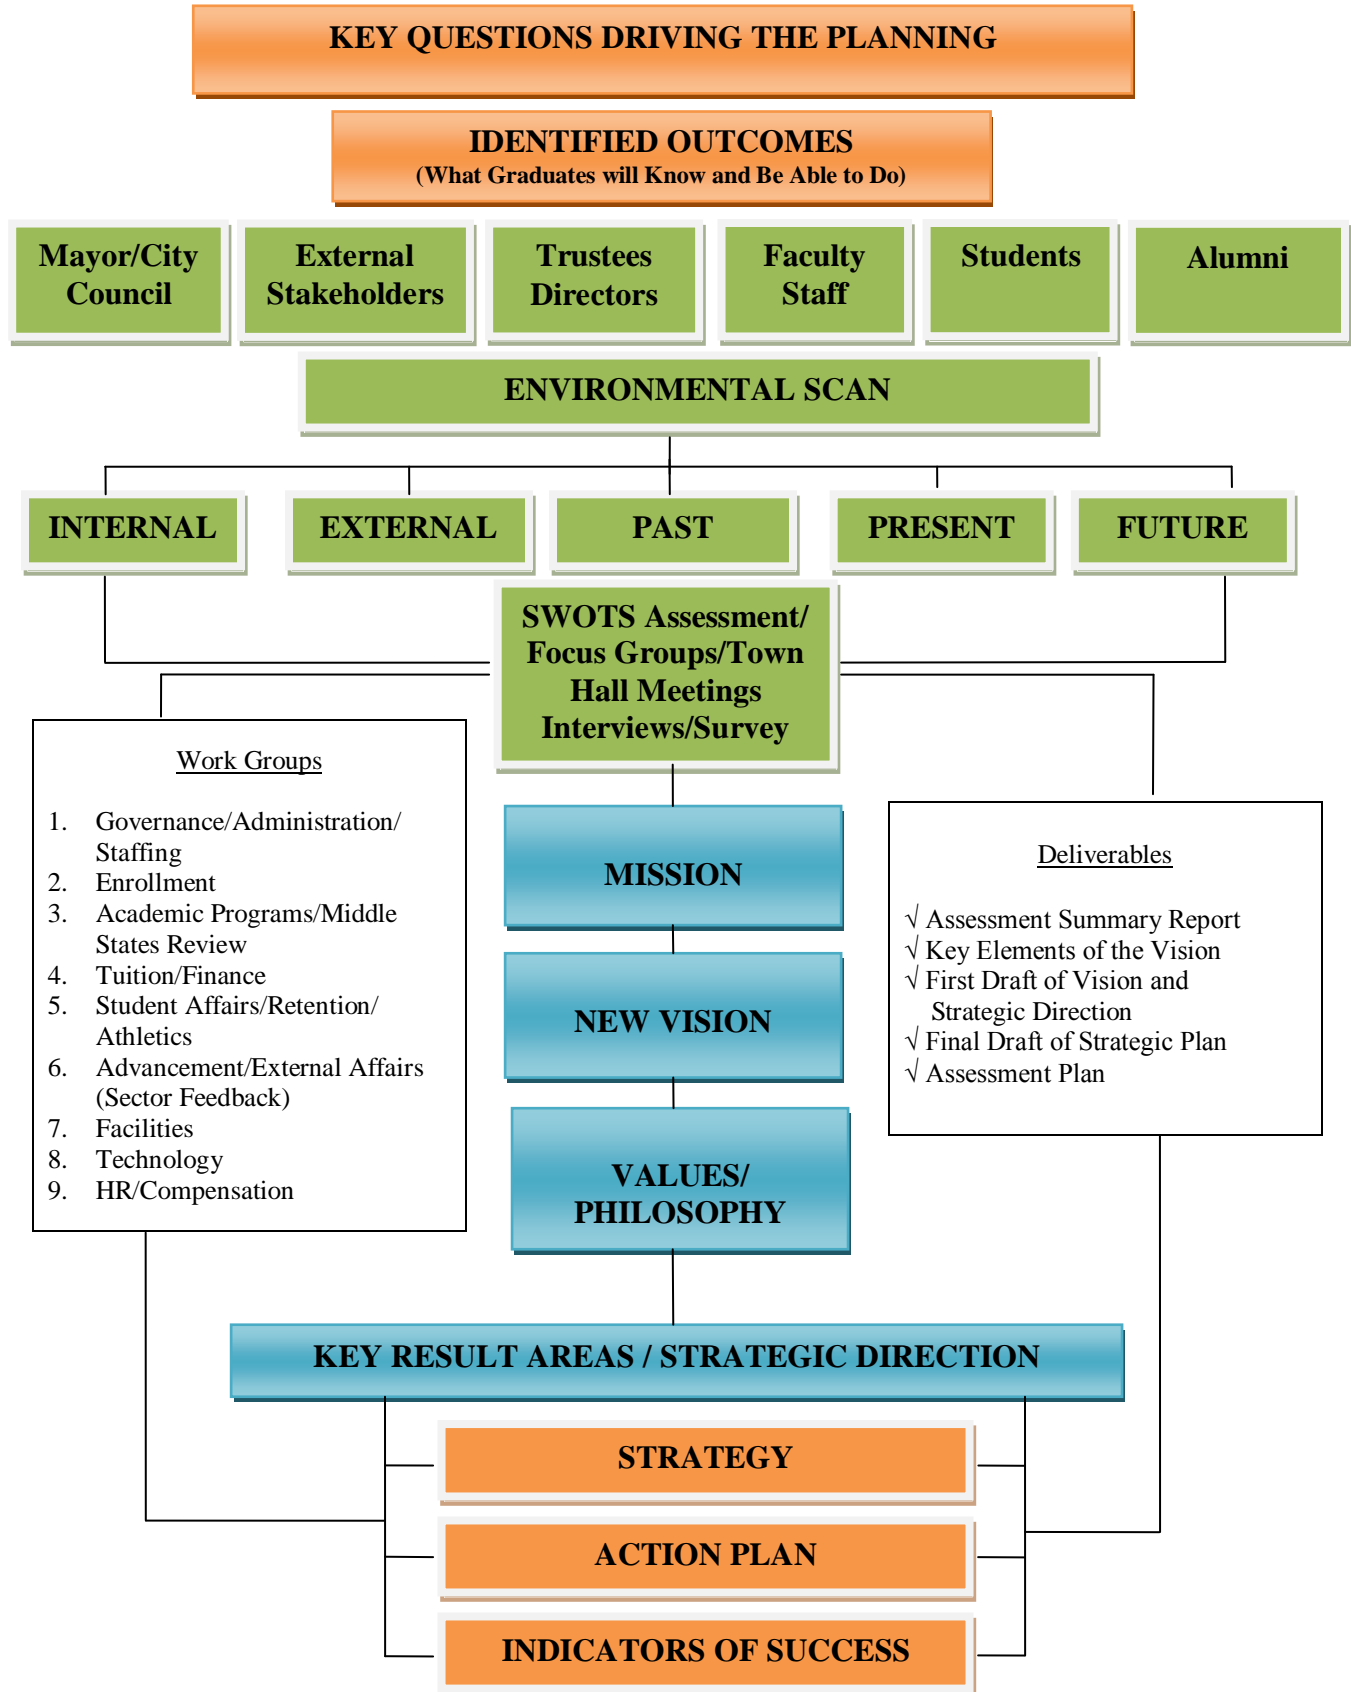 KEY QUESTIONS DRIVING THE PLANNING
IDENTIFIED OUTCOMES
(What Graduates will Know and Be Able to Do)
Mayor/City
Council
External
Stakeholders
Trustees
Directors
Faculty
Staff
Students
Alumni
ENVIRONMENTAL SCAN
INTERNAL
EXTERNAL
PAST
PRESENT
FUTURE
SWOTS Assessment/
Focus Groups/Town
Hall Meetings
Interviews/Survey
Work Groups
1. Governance/Administration/
Staffing
2. Enrollment
3. Academic Programs/Middle
States Review
4. Tuition/Finance
5. Student Affairs/Retention/
Athletics
6. Advancement/External Affairs
(Sector Feedback)
7. Facilities
8. Technology
9. HR/Compensation
MISSION
NEW VISION
VALUES/
PHILOSOPHY
Deliverables
√ Assessment Summary Report
√ Key Elements of the Vision
√ First Draft of Vision and
Strategic Direction
√ Final Draft of Strategic Plan
√ Assessment Plan
KEY RESULT AREAS / STRATEGIC DIRECTION
STRATEGY
ACTION PLAN
INDICATORS OF SUCCESS